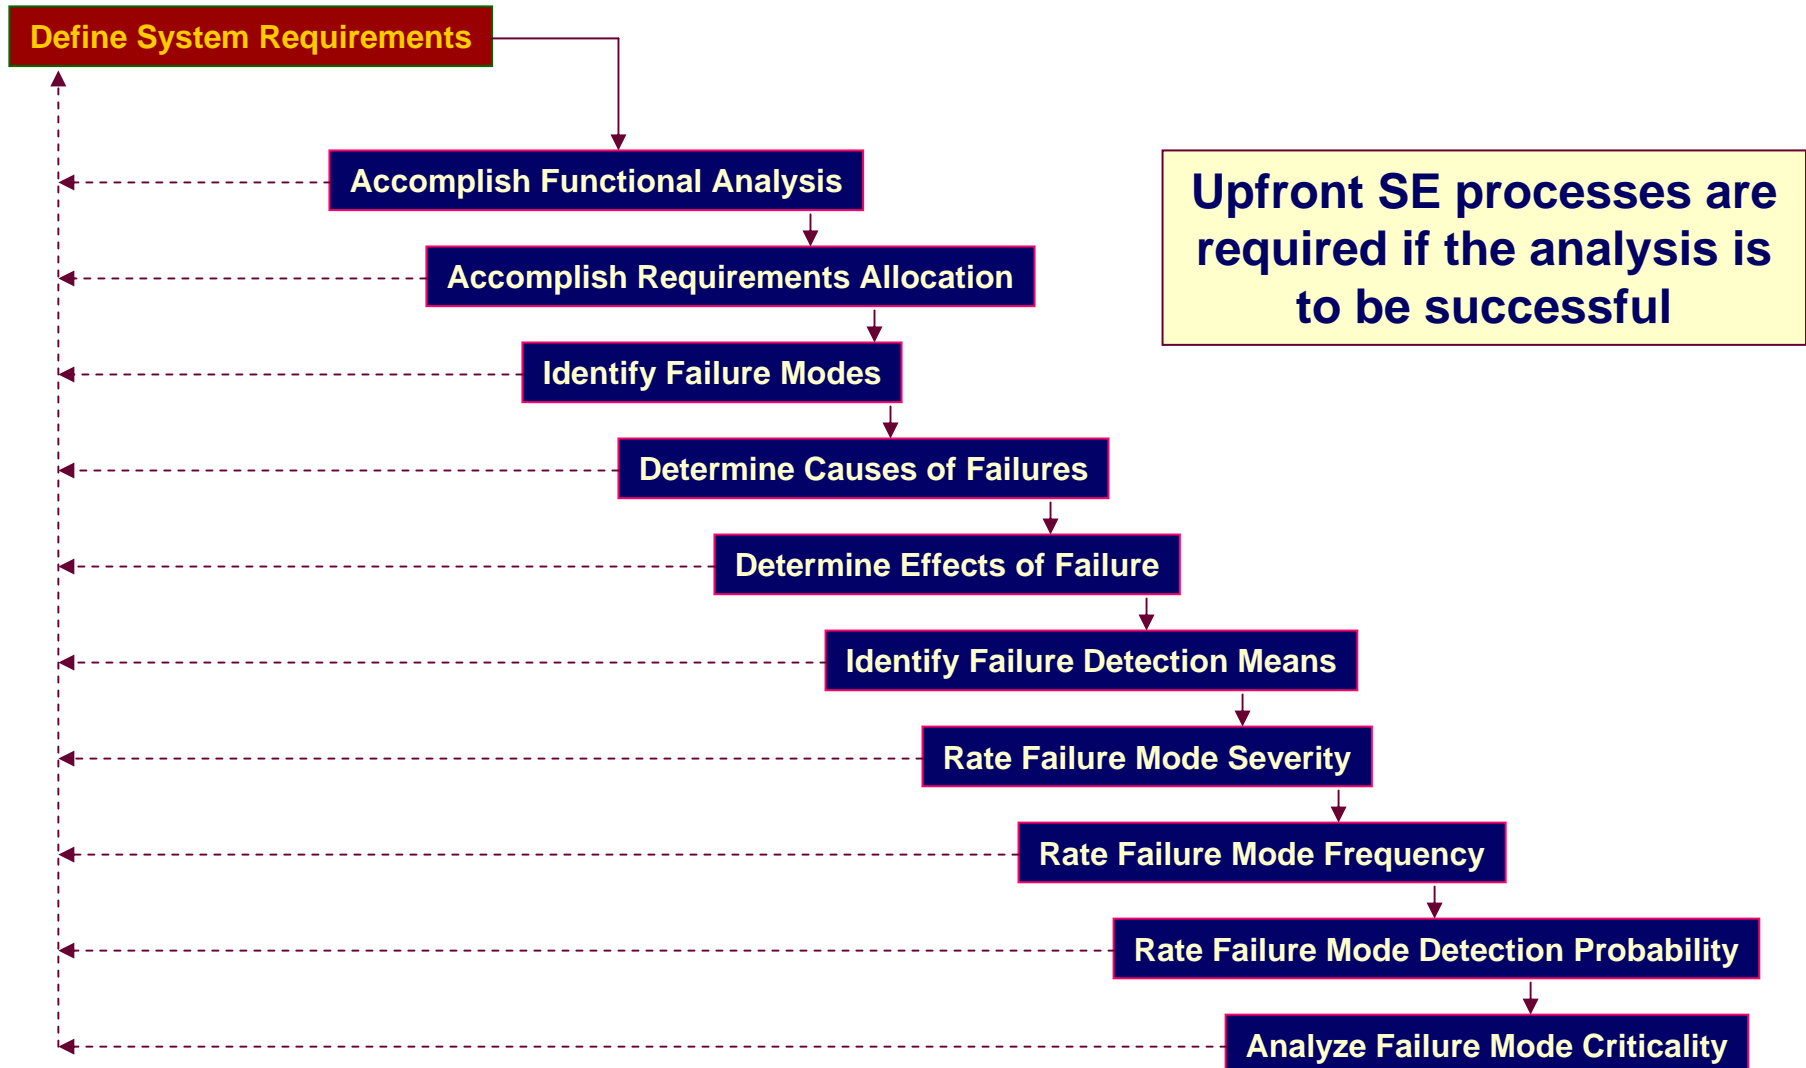 Define System Requirements
Accomplish Functional Analysis
Upfront SE processes are
required if the analysis is
to be successful
Accomplish Requirements Allocation
Identify Failure Modes
Determine Causes of Failures
Determine Effects of Failure
Identify Failure Detection Means
Rate Failure Mode Severity
Rate Failure Mode Frequency
Rate Failure Mode Detection Probability
Analyze Failure Mode Criticality